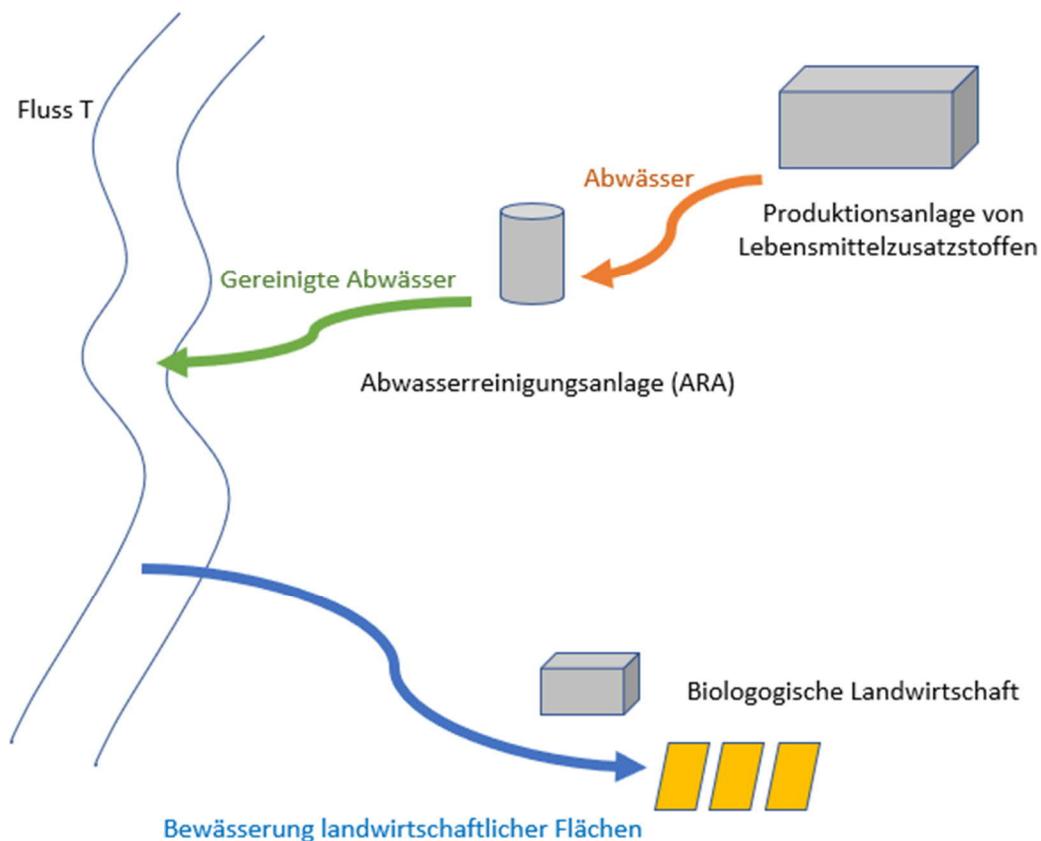 Fluss T
Abwässer
Produktionsanlage von
Lebensmittelzusatzstoffen
Gereinigte Abwässer
Abwasserreinigungsanlage (ARA)
Biologogische Landwirtschaft
Bewässerung landwirtschaftlicher Flächen